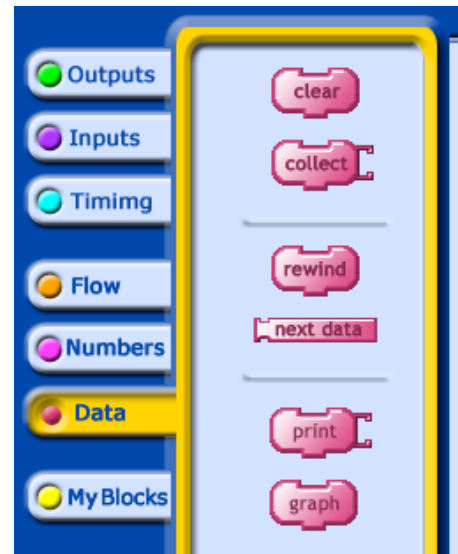 Outputs
Inputs
Timimg
Flow
Numbers
Data
My Blocks
clear
collect
rewind
next data
print
graph